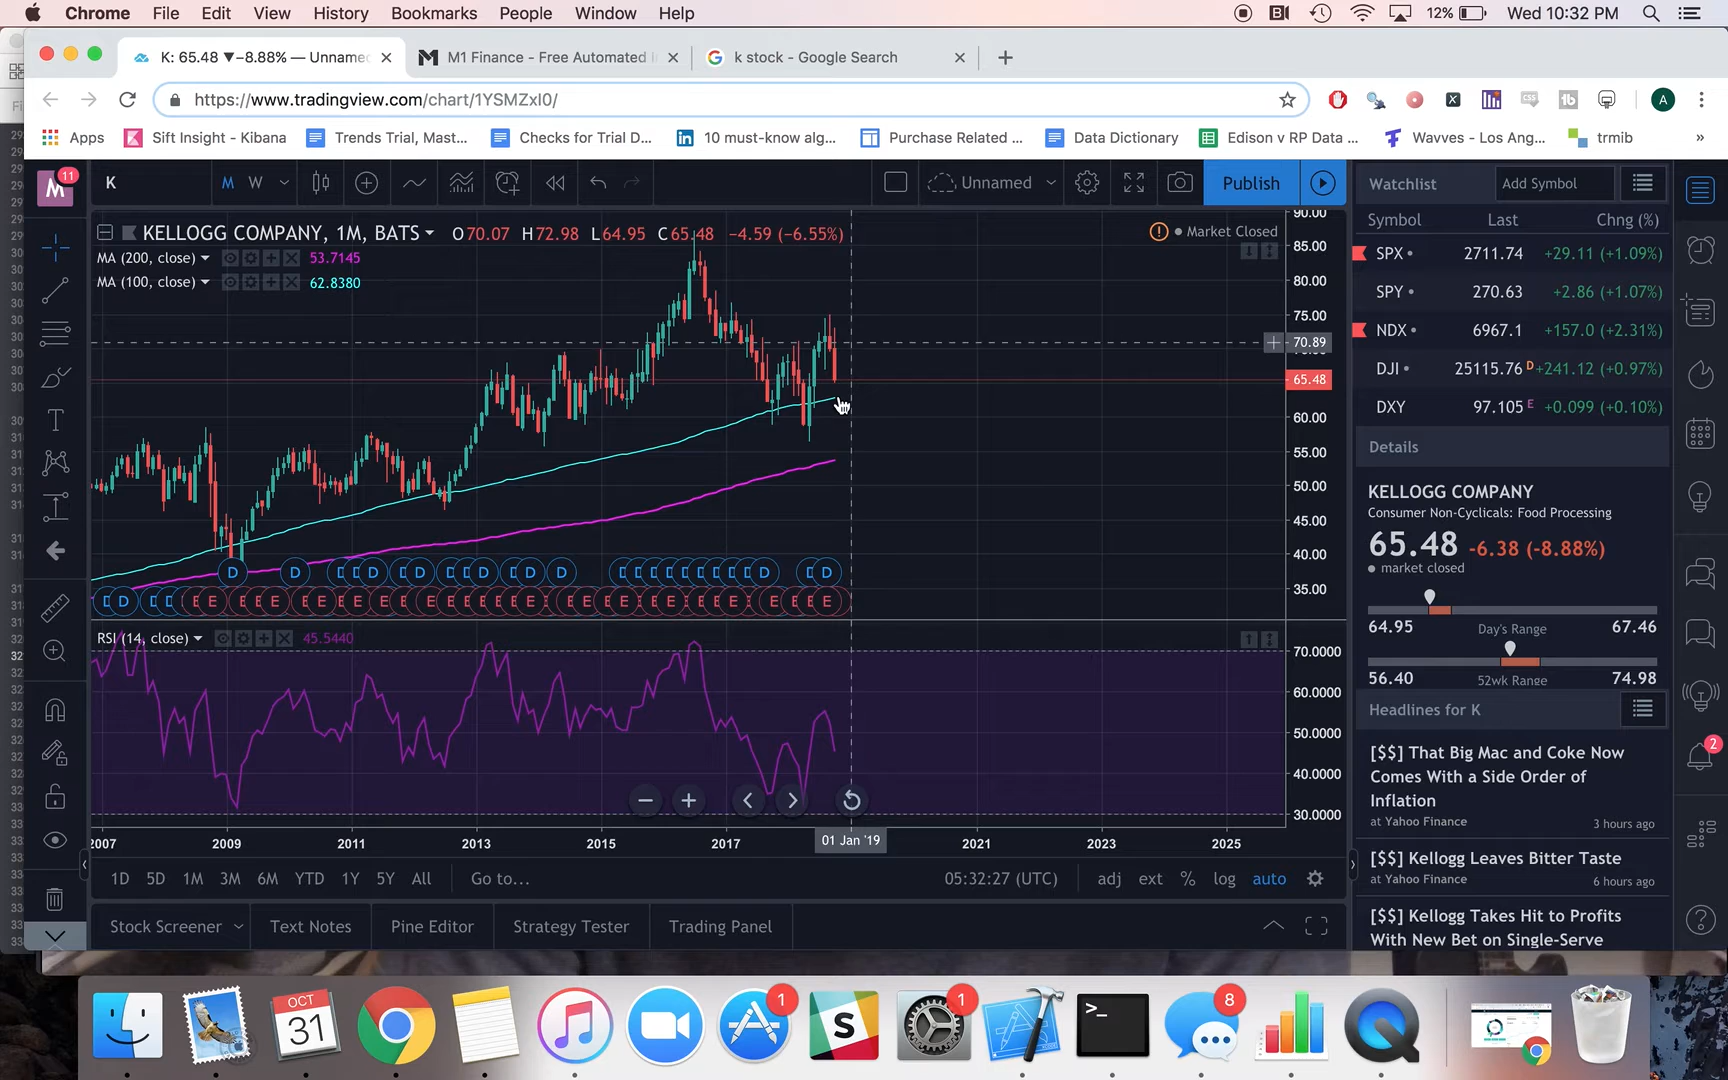 Chrome File Edit View History Bookmarks People Window Help
12% Wed 10:32 PM
K: 65.48 ▼−8.88% — Unnamed
M1 Finance - Free Automated I
k stock - Google Search
https://www.tradingview.com/chart/1YSMZxI0/
Apps Sift Insight - Kibana Trends Trial, Mast... Checks for Trial D... 10 must-know alg... Purchase Related ... Data Dictionary Edison v RP Data ... Wavves - Los Ang... trmib »
11
K M W Unnamed Publish
Watchlist Add Symbol
KELLOGG COMPANY, 1M, BATS O70.07 H72.98 L64.95 C65.48 −4.59 (−6.55%)
Market Closed
MA (200, close) 53.7145
MA (100, close) 62.8380
90.00
85.00
80.00
75.00
70.89
65.48
60.00
55.00
50.00
45.00
40.00
35.00
RSI (14, close) 45.5440
70.0000
60.0000
50.0000
40.0000
30.0000
2007 2009 2011 2013 2015 2017 01 Jan '19 2021 2023 2025
1D 5D 1M 3M 6M YTD 1Y 5Y All Go to... 05:32:27 (UTC) adj ext % log auto
Stock Screener Text Notes Pine Editor Strategy Tester Trading Panel
Symbol Last Chng (%)
SPX 2711.74 +29.11 (+1.09%)
SPY 270.63 +2.86 (+1.07%)
NDX 6967.1 +157.0 (+2.31%)
DJI 25115.76 D +241.12 (+0.97%)
DXY 97.105 E +0.099 (+0.10%)
Details
KELLOGG COMPANY
Consumer Non-Cyclicals: Food Processing
65.48 -6.38 (-8.88%)
market closed
64.95 Day's Range 67.46
56.40 52wk Range 74.98
Headlines for K
[$$] That Big Mac and Coke Now
Comes With a Side Order of
Inflation
at Yahoo Finance 3 hours ago
[$$] Kellogg Leaves Bitter Taste
at Yahoo Finance 6 hours ago
[$$] Kellogg Takes Hit to Profits
With New Bet on Single-Serve
2
OCT
31
1
S
1
8